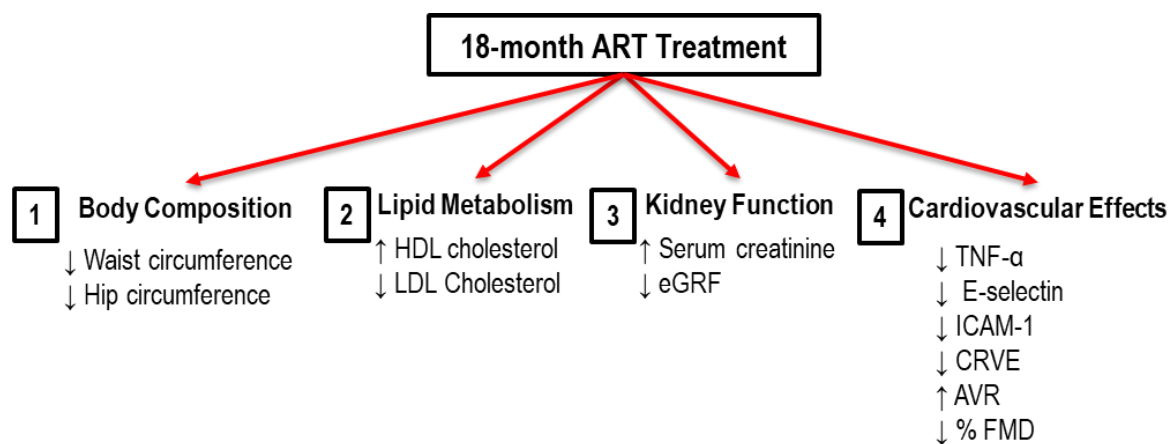 18-month ART Treatment
1 Body Composition
↓ Waist circumference
↓ Hip circumference
2 Lipid Metabolism
↑ HDL cholesterol
↓ LDL Cholesterol
3 Kidney Function
↑ Serum creatinine
↓ eGRF
4 Cardiovascular Effects
↓ TNF-α
↓ E-selectin
↓ ICAM-1
↓ CRVE
↑ AVR
↓ % FMD